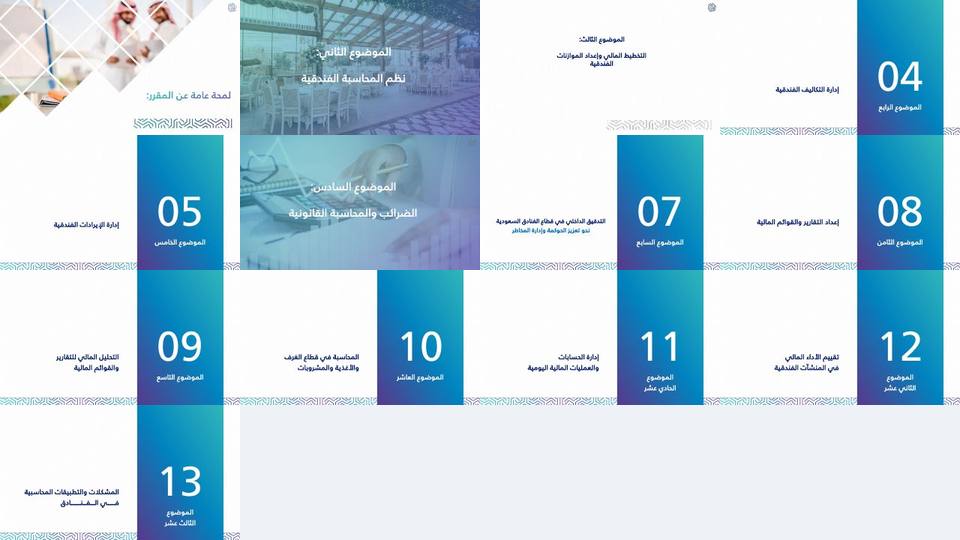 لمحة عامة عن المقرر:
الموضوع الثاني:
نظم المحاسبة الفندقية
الموضوع الثالث:
التخطيط المالي وإعداد الموازنات
الفندقية
04
الموضوع الرابع
إدارة التكاليف الفندقية
05
الموضوع الخامس
إدارة الإيرادات الفندقية
الموضوع السادس:
الضرائب والمحاسبة القانونية
07
الموضوع السابع
التدقيق الداخلي في قطاع الفنادق السعودية
نحو تعزيز الحوكمة وإدارة المخاطر
08
الموضوع الثامن
إعداد التقارير والقوائم المالية
09
الموضوع التاسع
التحليل المالي للتقارير
والقوائم المالية
10
الموضوع العاشر
المحاسبة في قطاع الغرف
والأغذية والمشروبات
11
الموضوع
الحادي عشر
إدارة الحسابات
والعمليات المالية اليومية
12
الموضوع
الثاني عشر
تقييم الأداء المالي
في المنشآت الفندقية
13
الموضوع
الثالث عشر
المشكلات والتطبيقات المحاسبية
فــــي الـــفـــنـــــــادق